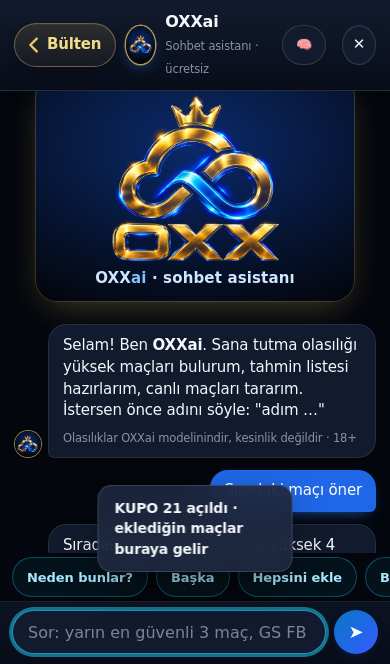 Bülten
OXXai
Sohbet asistanı ·
ücretsiz
OXX
OXXai · sohbet asistanı
Selam! Ben OXXai. Sana tutma olasılığı
yüksek maçları bulurum, tahmin listesi
hazırlarım, canlı maçları tararım.
İstersen önce adını söyle: "adım ..."
Olasılıklar OXXai modelinindir, kesinlik değildir · 18+
maçı öner
KUPO 21 açıldı ·
eklediğin maçlar
buraya gelir
4
Neden bunlar?
Başka
Hepsini ekle
Sor: yarın en güvenli 3 maç, GS FB